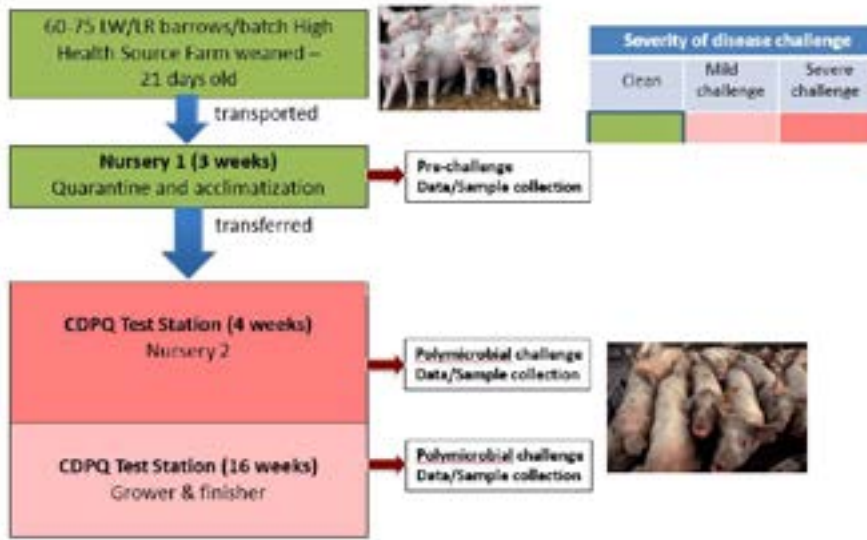 60-75 LW/LR barrows/batch High
Health Source Farm weaned –
21 days old
transported
Severity of disease challenge
Clean
Mild
challenge
Severe
challenge
Nursery 1 (3 weeks)
Quarantine and acclimatization
Pre-challenge
Data/Sample collection
transferred
CDPQ Test Station (4 weeks)
Nursery 2
Polymicrobial challenge
Data/Sample collection
CDPQ Test Station (16 weeks)
Grower & finisher
Polymicrobial challenge
Data/Sample collection